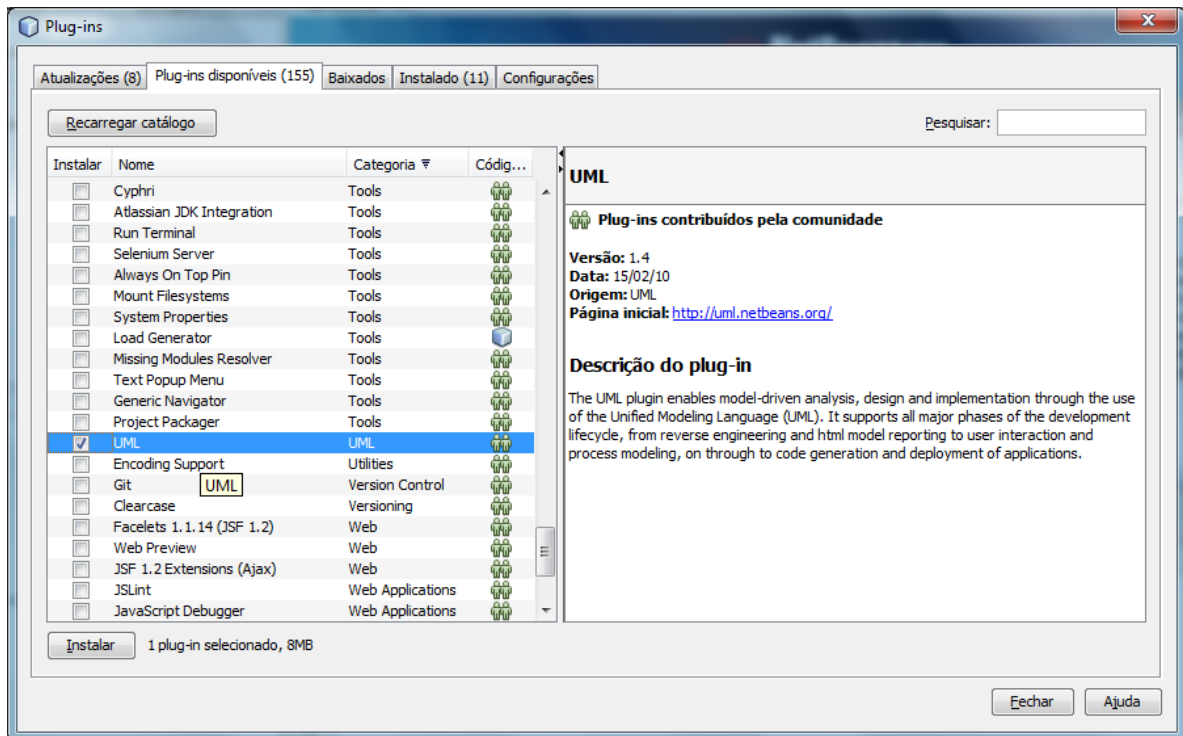 Plug-ins
Atualizações (8) Plug-ins disponíveis (155) Baixados Instalado (11) Configurações
Recarregar catálogo Pesquisar:
Instalar Nome Categoria Códig...
Cyphri Tools
Atlassian JDK Integration Tools
Run Terminal Tools
Selenium Server Tools
Always On Top Pin Tools
Mount Filesystems Tools
System Properties Tools
Load Generator Tools
Missing Modules Resolver Tools
Text Popup Menu Tools
Generic Navigator Tools
Project Packager Tools
UML UML
Encoding Support Utilities
Git Version Control
UML
Clearcase Versioning
Facelets 1.1.14 (JSF 1.2) Web
Web Preview Web
JSF 1.2 Extensions (Ajax) Web
JSLint Web Applications
JavaScript Debugger Web Applications
UML
Plug-ins contribuídos pela comunidade
Versão: 1.4
Data: 15/02/10
Origem: UML
Página inicial: http://uml.netbeans.org/
Descrição do plug-in
The UML plugin enables model-driven analysis, design and implementation through the use
of the Unified Modeling Language (UML). It supports all major phases of the development
lifecycle, from reverse engineering and html model reporting to user interaction and
process modeling, on through to code generation and deployment of applications.
Instalar 1 plug-in selecionado, 8MB
Fechar Ajuda